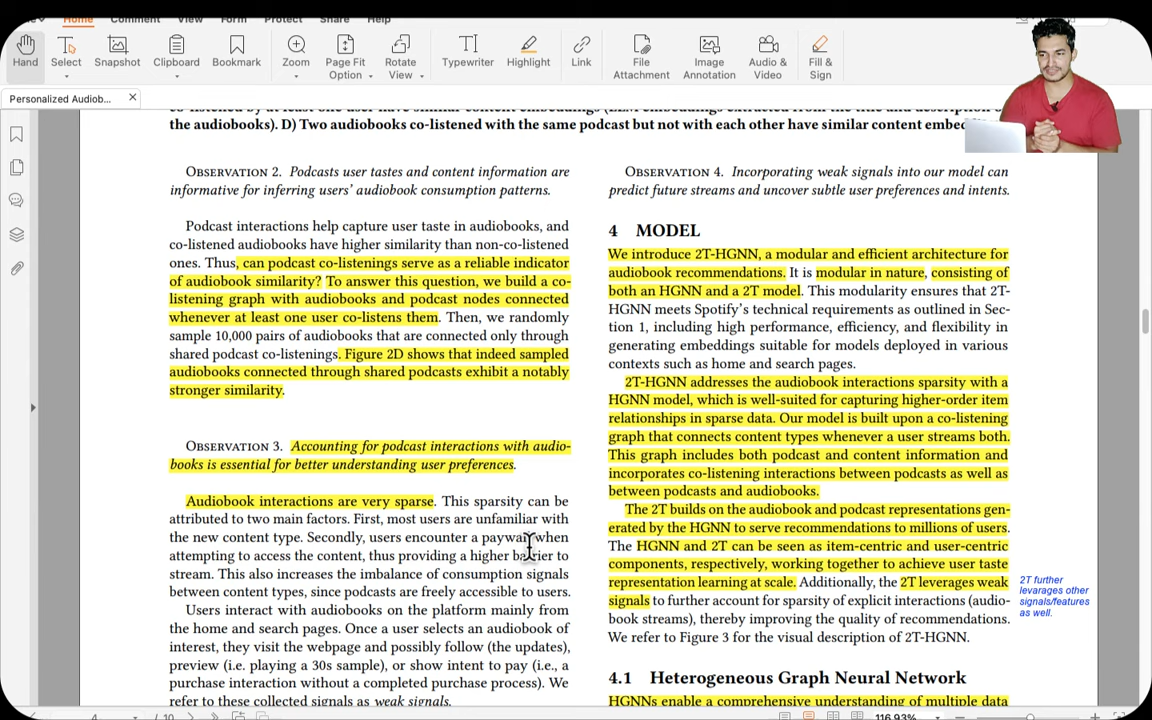 Home Comment View Form Protect Share Help
Hand
Select
Snapshot
Clipboard
Bookmark
Zoom
Page Fit
Option
Rotate
View
Typewriter
Highlight
Link
File
Attachment
Image
Annotation
Audio &
Video
Fill &
Sign
Personalized Audiob...
the audiobooks). D) Two audiobooks co-listened with the same podcast but not with each other have similar content
Observation 2. Podcasts user tastes and content information are
informative for inferring users' audiobook consumption patterns.
Podcast interactions help capture user taste in audiobooks, and
co-listened audiobooks have higher similarity than non-co-listened
ones. Thus, can podcast co-listenings serve as a reliable indicator
of audiobook similarity? To answer this question, we build a co-
listening graph with audiobooks and podcast nodes connected
whenever at least one user co-listens them. Then, we randomly
sample 10,000 pairs of audiobooks that are connected only through
shared podcast co-listenings. Figure 2D shows that indeed sampled
audiobooks connected through shared podcasts exhibit a notably
stronger similarity.
Observation 3. Accounting for podcast interactions with audio-
books is essential for better understanding user preferences.
Audiobook interactions are very sparse. This sparsity can be
attributed to two main factors. First, most users are unfamiliar with
the new content type. Secondly, users encounter a paywall when
attempting to access the content, thus providing a higher barrier to
stream. This also increases the imbalance of consumption signals
between content types, since podcasts are freely accessible to users.
Users interact with audiobooks on the platform mainly from
the home and search pages. Once a user selects an audiobook of
interest, they visit the webpage and possibly follow (the updates),
preview (i.e. playing a 30s sample), or show intent to pay (i.e., a
purchase interaction without a completed purchase process). We
refer to these collected signals as weak signals.
Observation 4. Incorporating weak signals into our model can
predict future streams and uncover subtle user preferences and intents.
4 MODEL
We introduce 2T-HGNN, a modular and efficient architecture for
audiobook recommendations. It is modular in nature, consisting of
both an HGNN and a 2T model. This modularity ensures that 2T-
HGNN meets Spotify's technical requirements as outlined in Sec-
tion 1, including high performance, efficiency, and flexibility in
generating embeddings suitable for models deployed in various
contexts such as home and search pages.
2T-HGNN addresses the audiobook interactions sparsity with a
HGNN model, which is well-suited for capturing higher-order item
relationships in sparse data. Our model is built upon a co-listening
graph that connects content types whenever a user streams both.
This graph includes both podcast and content information and
incorporates co-listening interactions between podcasts as well as
between podcasts and audiobooks.
The 2T builds on the audiobook and podcast representations gen-
erated by the HGNN to serve recommendations to millions of users.
The HGNN and 2T can be seen as item-centric and user-centric
components, respectively, working together to achieve user taste
representation learning at scale. Additionally, the 2T leverages weak
signals to further account for sparsity of explicit interactions (audio-
book streams), thereby improving the quality of recommendations.
We refer to Figure 3 for the visual description of 2T-HGNN.
2T further
levarages other
signals/features
as well.
4.1 Heterogeneous Graph Neural Network
HGNNs enable a comprehensive understanding of multiple data
4 / 10
116.93%